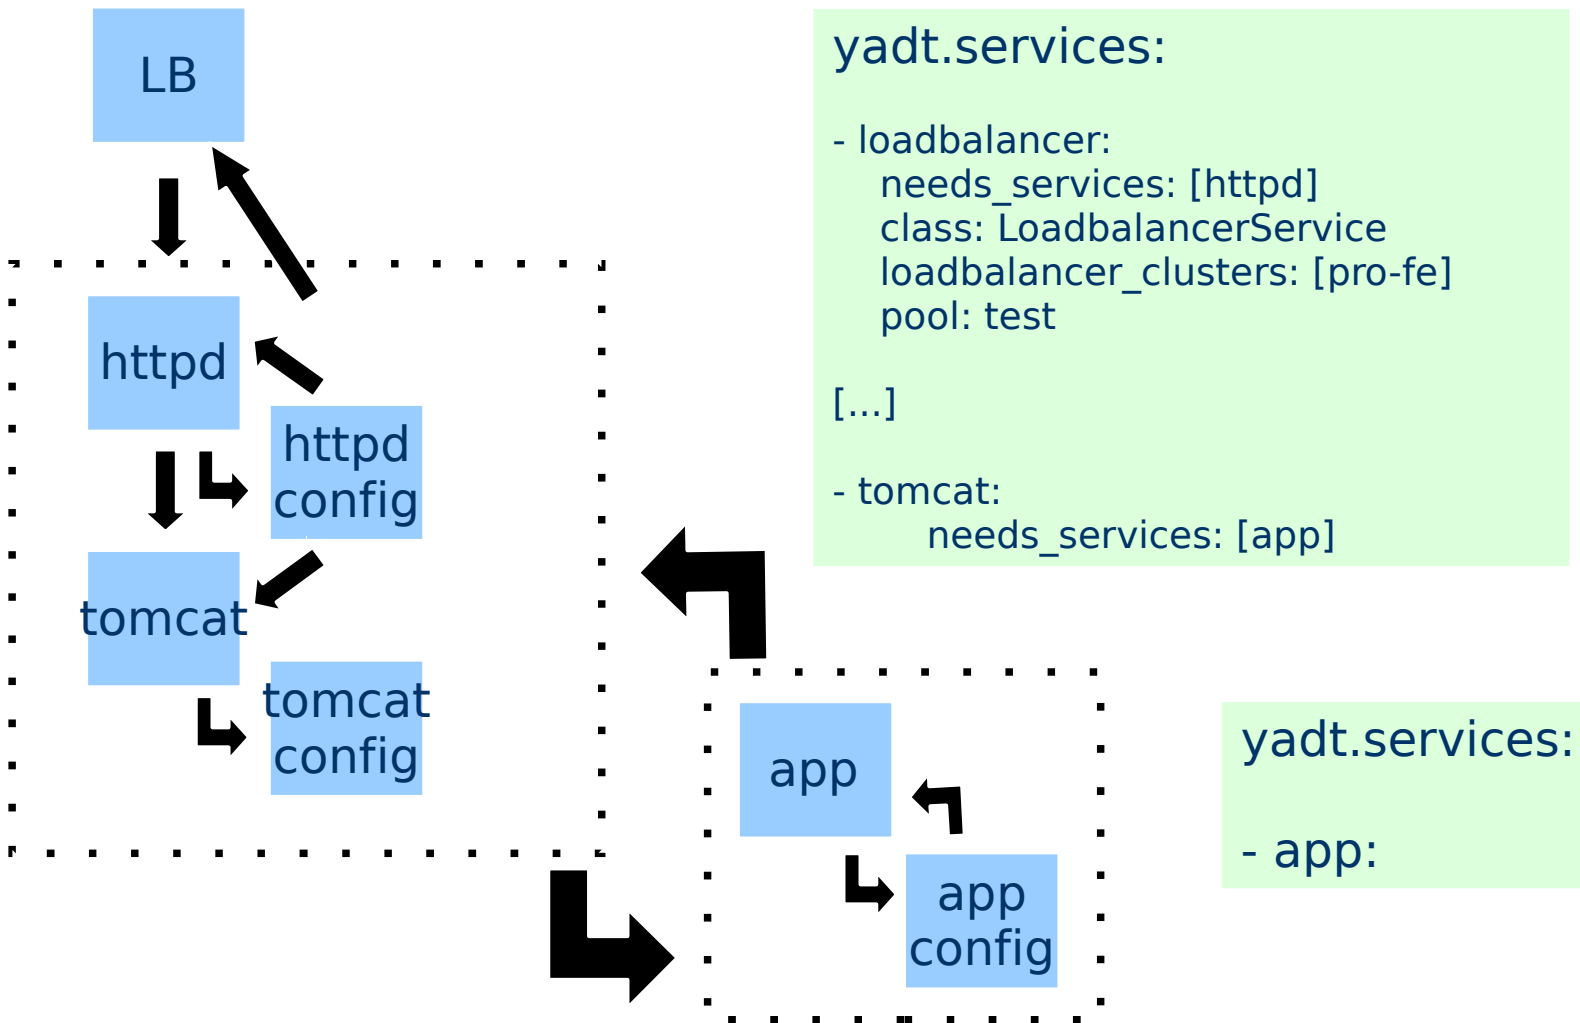 LB
httpd
httpd
config
tomcat
tomcat
config
yadt.services:
- loadbalancer:
needs_services: [httpd]
class: LoadbalancerService
loadbalancer_clusters: [pro-fe]
pool: test
[...]
- tomcat:
needs_services: [app]
app
app
config
yadt.services:
- app: